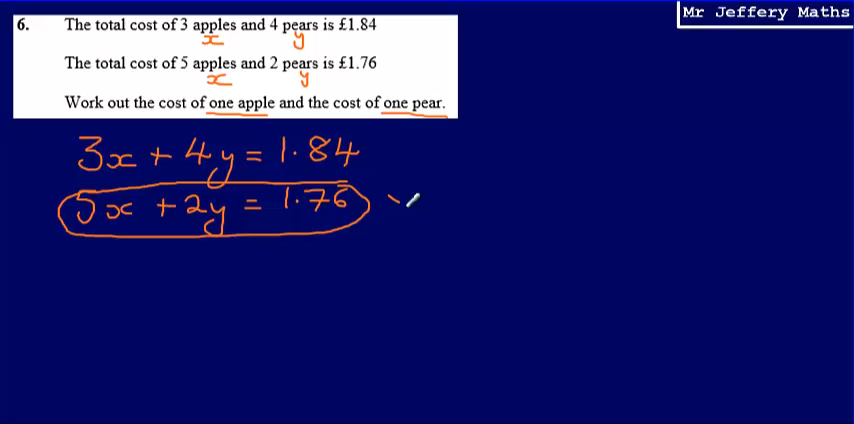 Mr Jeffery Maths
6. The total cost of 3 apples and 4 pears is £1.84
x y
The total cost of 5 apples and 2 pears is £1.76
x y
Work out the cost of one apple and the cost of one pear.
3x + 4y = 1.84
5x + 2y = 1.76